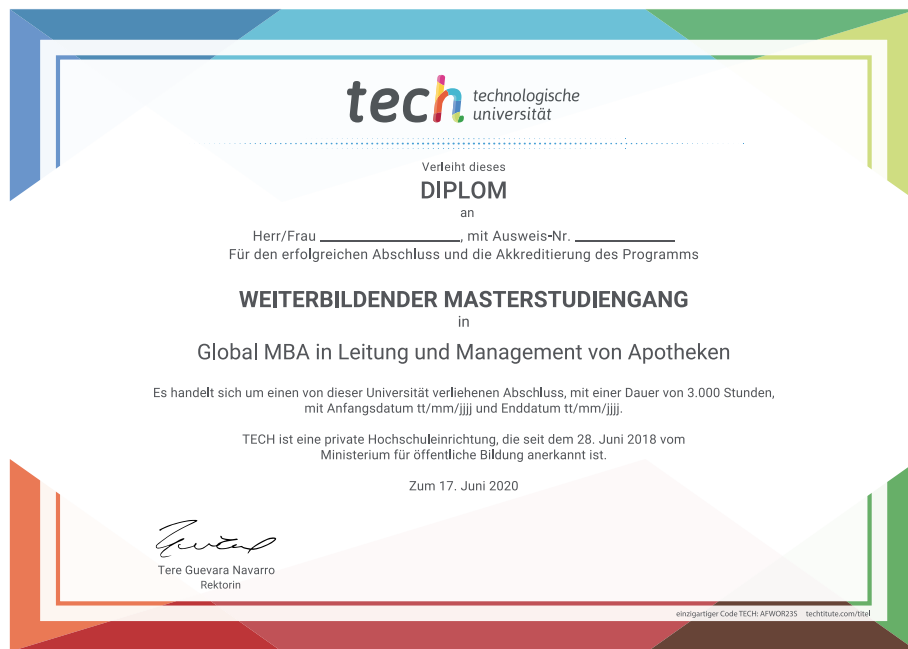 tech technologische
universität
Verleiht dieses
DIPLOM
an
Herr/Frau ____________________, mit Ausweis-Nr. ______________
Für den erfolgreichen Abschluss und die Akkreditierung des Programms
WEITERBILDENDER MASTERSTUDIENGANG
in
Global MBA in Leitung und Management von Apotheken
Es handelt sich um einen von dieser Universität verliehenen Abschluss, mit einer Dauer von 3.000 Stunden,
mit Anfangsdatum tt/mm/jjjj und Enddatum tt/mm/jjjj.
TECH ist eine private Hochschuleinrichtung, die seit dem 28. Juni 2018 vom
Ministerium für öffentliche Bildung anerkannt ist.
Zum 17. Juni 2020
Tere Guevara Navarro
Rektorin
einzigartiger Code TECH: AFWOR23S techtitute.com/titel